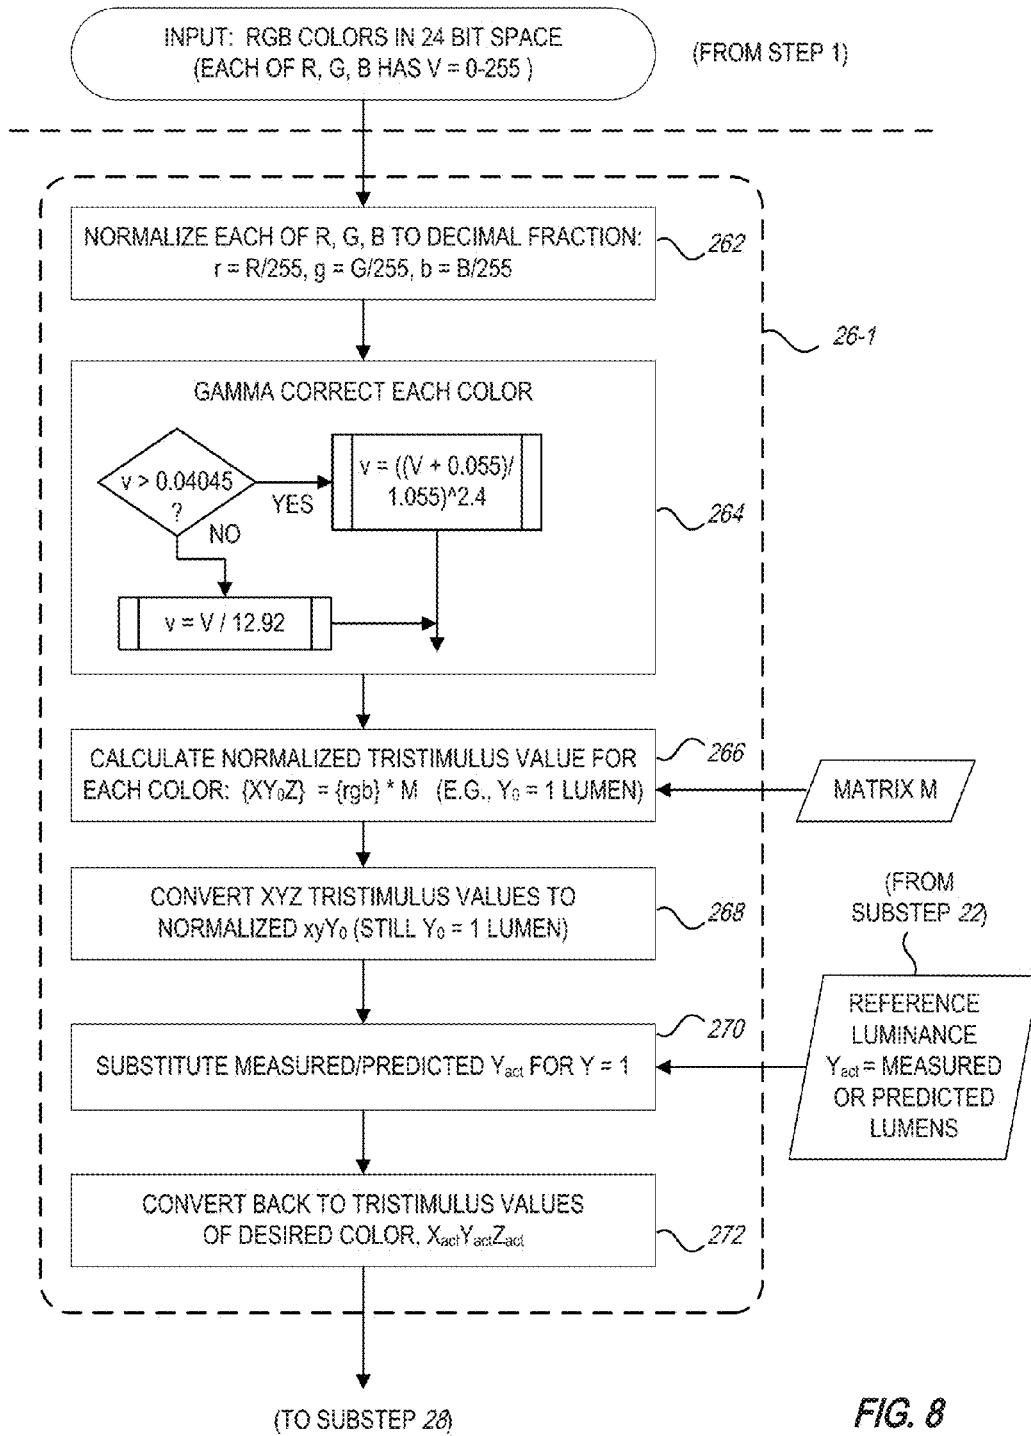 INPUT: RGB COLORS IN 24 BIT SPACE
(EACH OF R, G, B HAS V = 0-255 )
(FROM STEP 1)
NORMALIZE EACH OF R, G, B TO DECIMAL FRACTION:
r = R/255, g = G/255, b = B/255
262
26-1
GAMMA CORRECT EACH COLOR
v > 0.04045
?
YES
NO
v = ((V + 0.055)/
1.055)^2.4
v = V / 12.92
264
CALCULATE NORMALIZED TRISTIMULUS VALUE FOR
EACH COLOR: {XY₀Z} = {rgb} * M (E.G., Y₀ = 1 LUMEN)
266
MATRIX M
CONVERT XYZ TRISTIMULUS VALUES TO
NORMALIZED xyY₀ (STILL Y₀ = 1 LUMEN)
268
(FROM
SUBSTEP 22)
SUBSTITUTE MEASURED/PREDICTED Yact FOR Y = 1
270
REFERENCE
LUMINANCE
Yact = MEASURED
OR PREDICTED
LUMENS
CONVERT BACK TO TRISTIMULUS VALUES
OF DESIRED COLOR, XactYactZact
272
(TO SUBSTEP 28)
FIG. 8